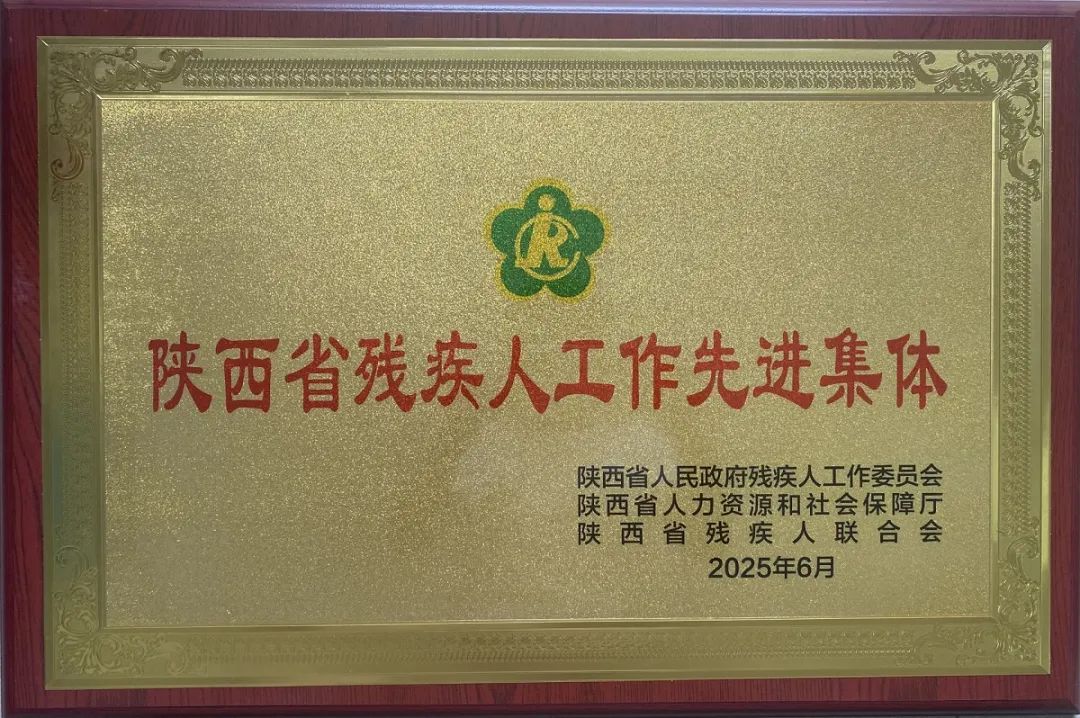 陕西省残疾人工作先进集体
陕西省人民政府残疾人工作委员会
陕西省人力资源和社会保障厅
陕西省残疾人联合会
2025年6月